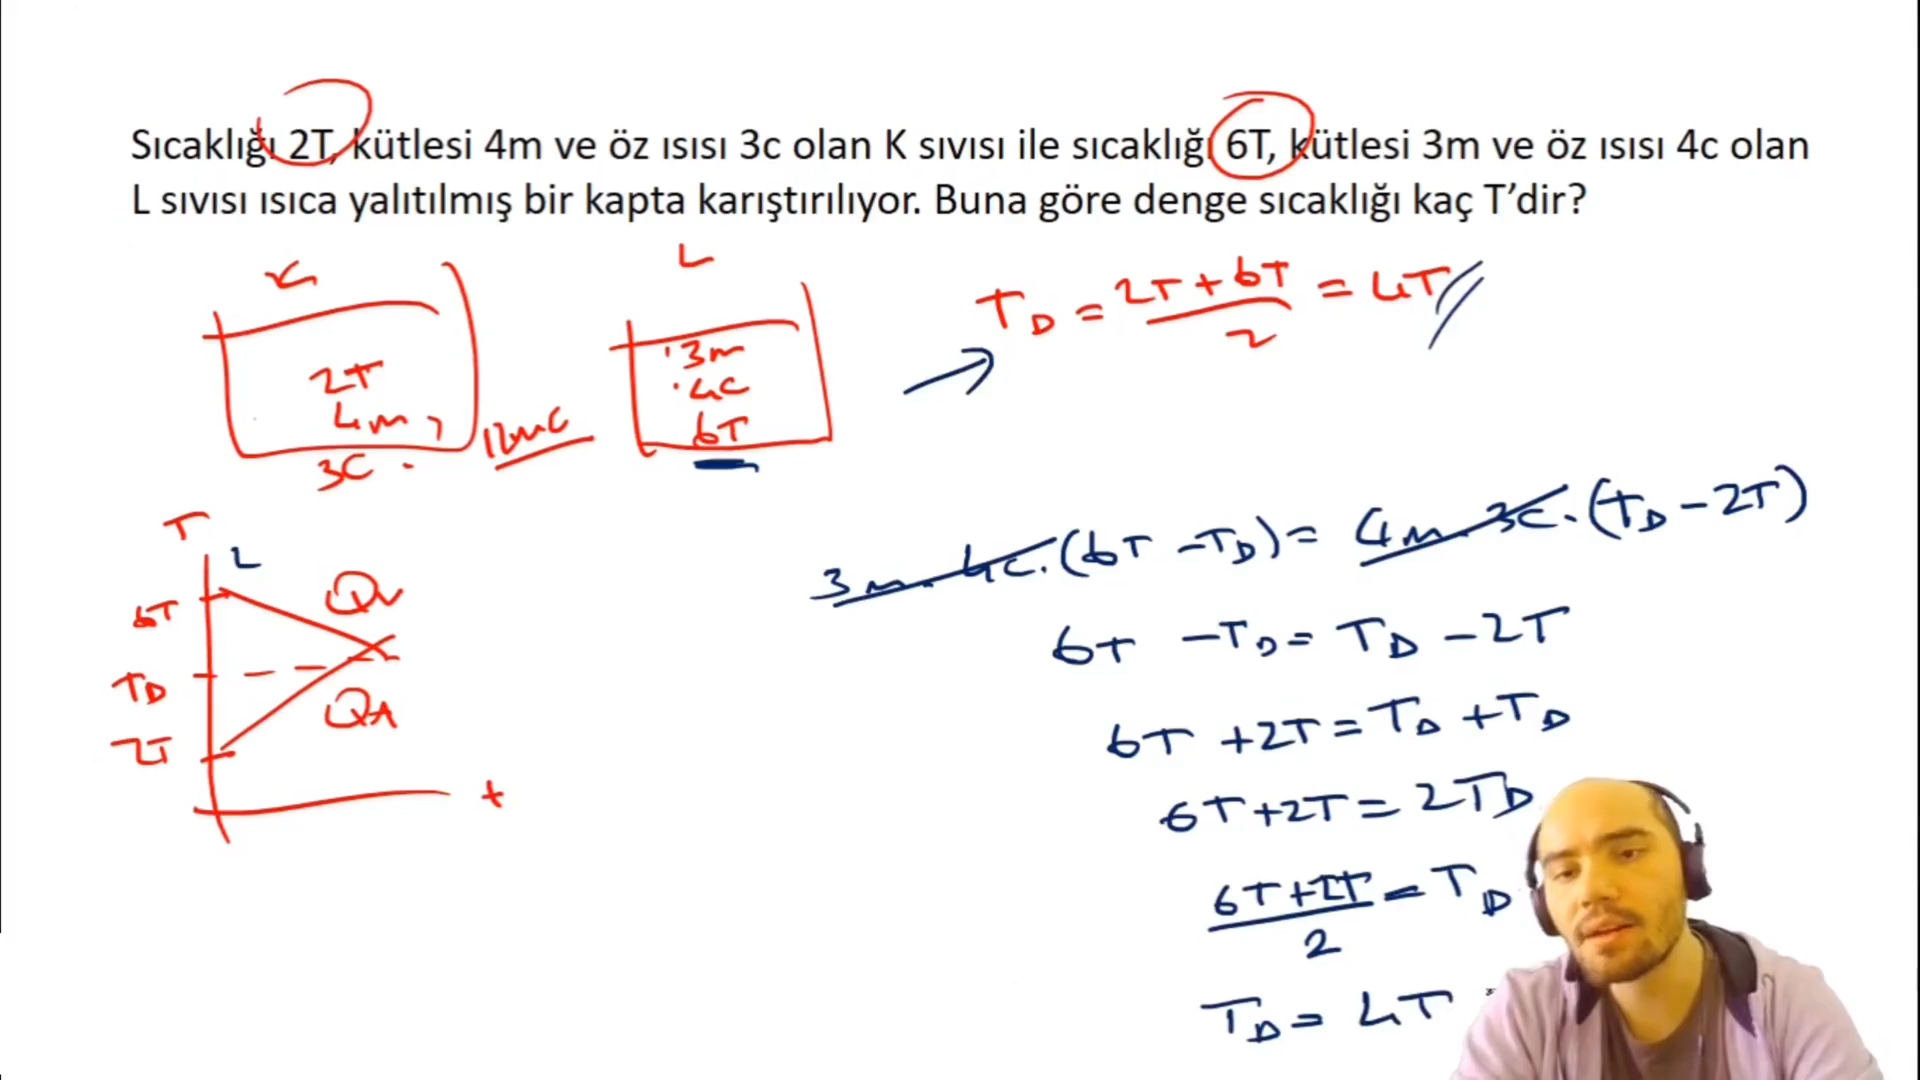 Sıcaklığı 2T, kütlesi 4m ve öz ısısı 3c olan K sıvısı ile sıcaklığı 6T, kütlesi 3m ve öz ısısı 4c olan
L sıvısı ısıca yalıtılmış bir kapta karıştırılıyor. Buna göre denge sıcaklığı kaç T’dir?
K
2T
4m,
3c.
12mc
L
3m
4c
6T
T_D = (2T + 6T)/2 = 4T
T
L
6T
T_D
2T
Q_V
Q_A
t
3m. 4c. (6T - T_D) = 4m. 3c. (T_D - 2T)
6T - T_D = T_D - 2T
6T + 2T = T_D + T_D
6T + 2T = 2T_D
(6T + 2T)/2 = T_D
T_D = 4T